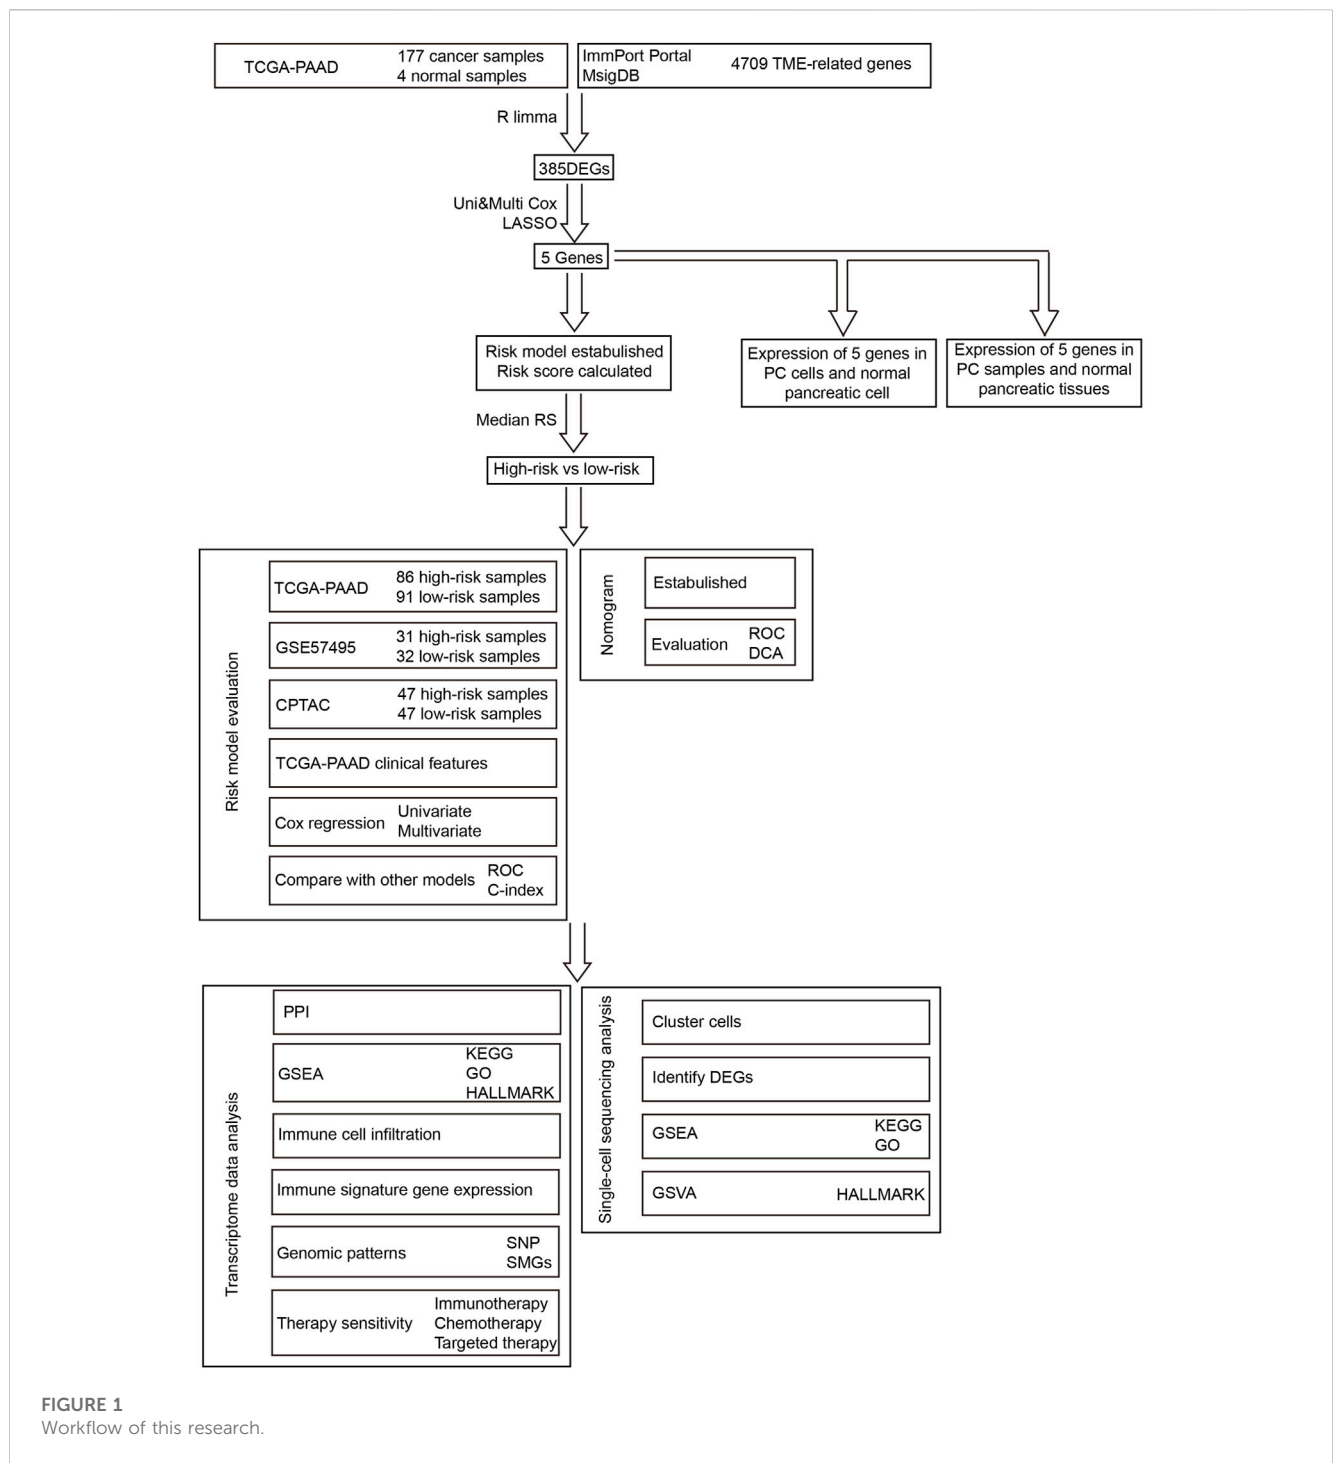 TCGA-PAAD
177 cancer samples
4 normal samples
ImmPort Portal
MsigDB
4709 TME-related genes
R limma
385DEGs
Uni&Multi Cox
LASSO
5 Genes
Risk model estabulished
Risk score calculated
Expression of 5 genes in
PC cells and normal
pancreatic cell
Expression of 5 genes in
PC samples and normal
pancreatic tissues
Median RS
High-risk vs low-risk
Risk model evaluation
TCGA-PAAD
86 high-risk samples
91 low-risk samples
GSE57495
31 high-risk samples
32 low-risk samples
CPTAC
47 high-risk samples
47 low-risk samples
TCGA-PAAD clinical features
Cox regression
Univariate
Multivariate
Compare with other models
ROC
C-index
Nomogram
Estabulished
Evaluation
ROC
DCA
Transcriptome data analysis
PPI
GSEA
KEGG
GO
HALLMARK
Immune cell infiltration
Immune signature gene expression
Genomic patterns
SNP
SMGs
Therapy sensitivity
Immunotherapy
Chemotherapy
Targeted therapy
Single-cell sequencing analysis
Cluster cells
Identify DEGs
GSEA
KEGG
GO
GSVA
HALLMARK
FIGURE 1
Workflow of this research.